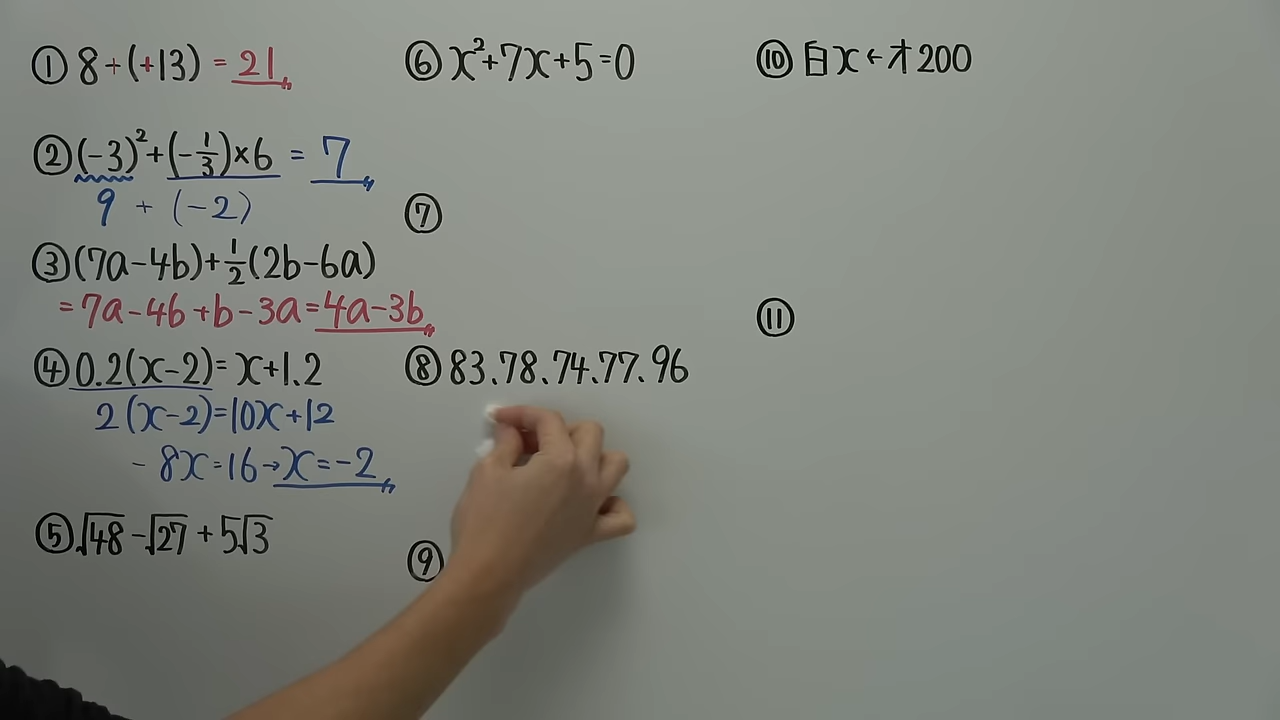 ① 8+(+13) = 21
② (-3)²+(-1/3)×6 = 7
9 + (-2)
③ (7a-4b)+1/2(2b-6a)
=7a-4b+b-3a=4a-3b
④ 0.2(x-2)=x+1.2
2(x-2)=10x+12
-8x=16→x=-2
⑤ √48-√27+5√3
⑥ x²+7x+5=0
⑦
⑧ 83.78.74.77.96
⑨
⑩ 白x←オ200
⑪